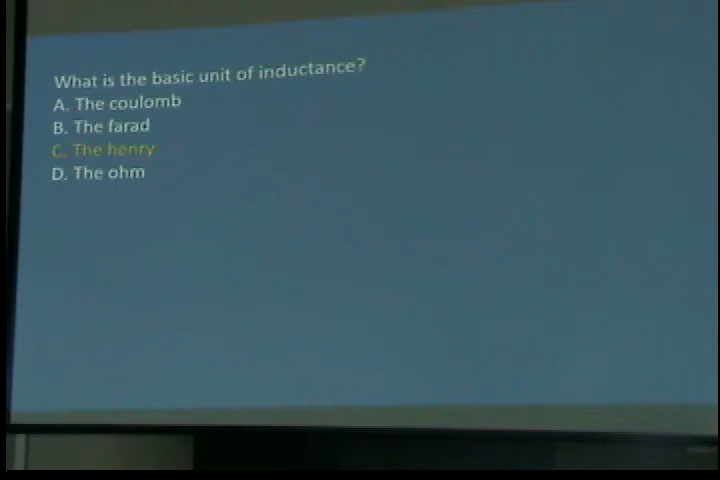 What is the basic unit of inductance?
A. The coulomb
B. The farad
C. The henry
D. The ohm